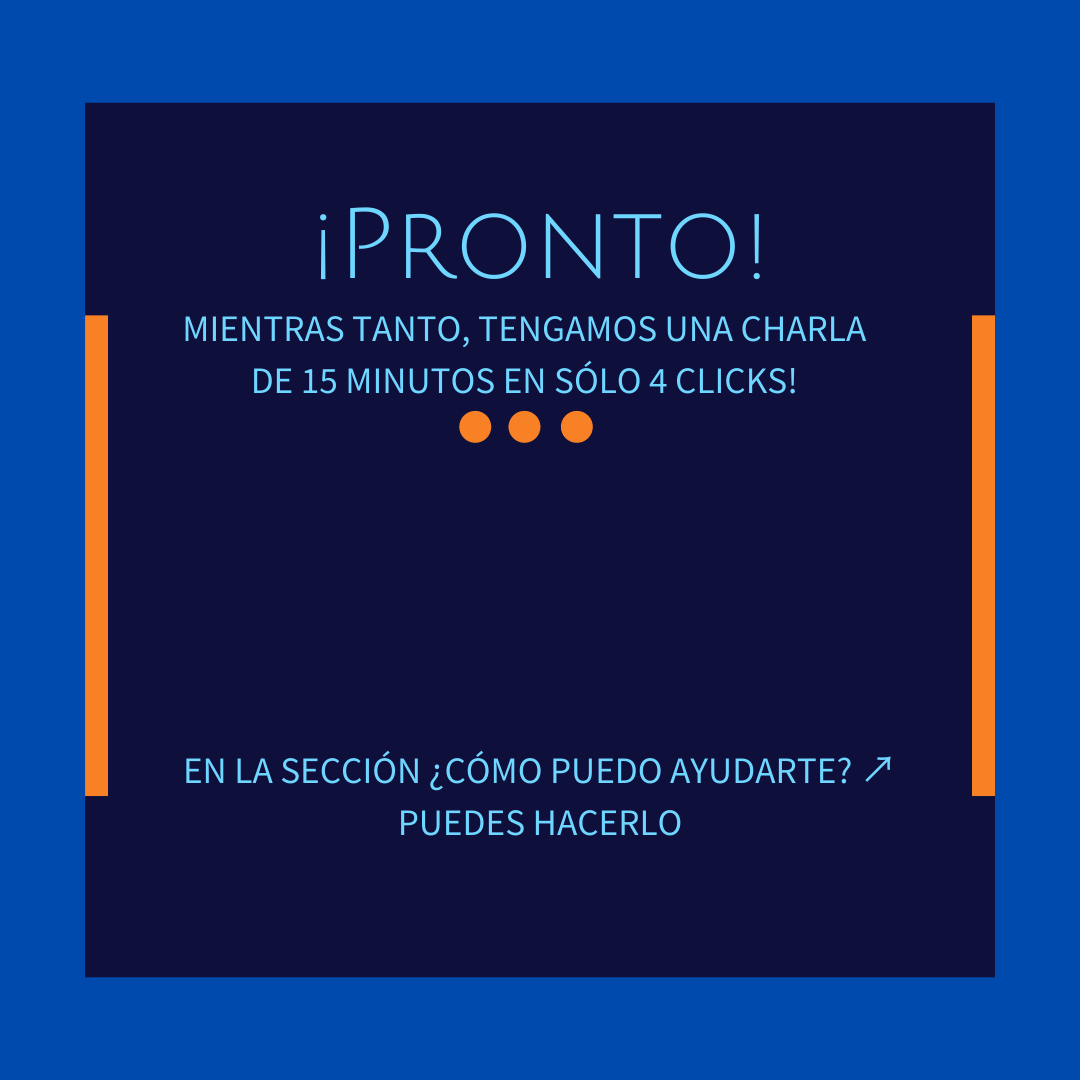 ¡PRONTO!
MIENTRAS TANTO, TENGAMOS UNA CHARLA
DE 15 MINUTOS EN SÓLO 4 CLICKS!
EN LA SECCIÓN ¿CÓMO PUEDO AYUDARTE? ↗
PUEDES HACERLO